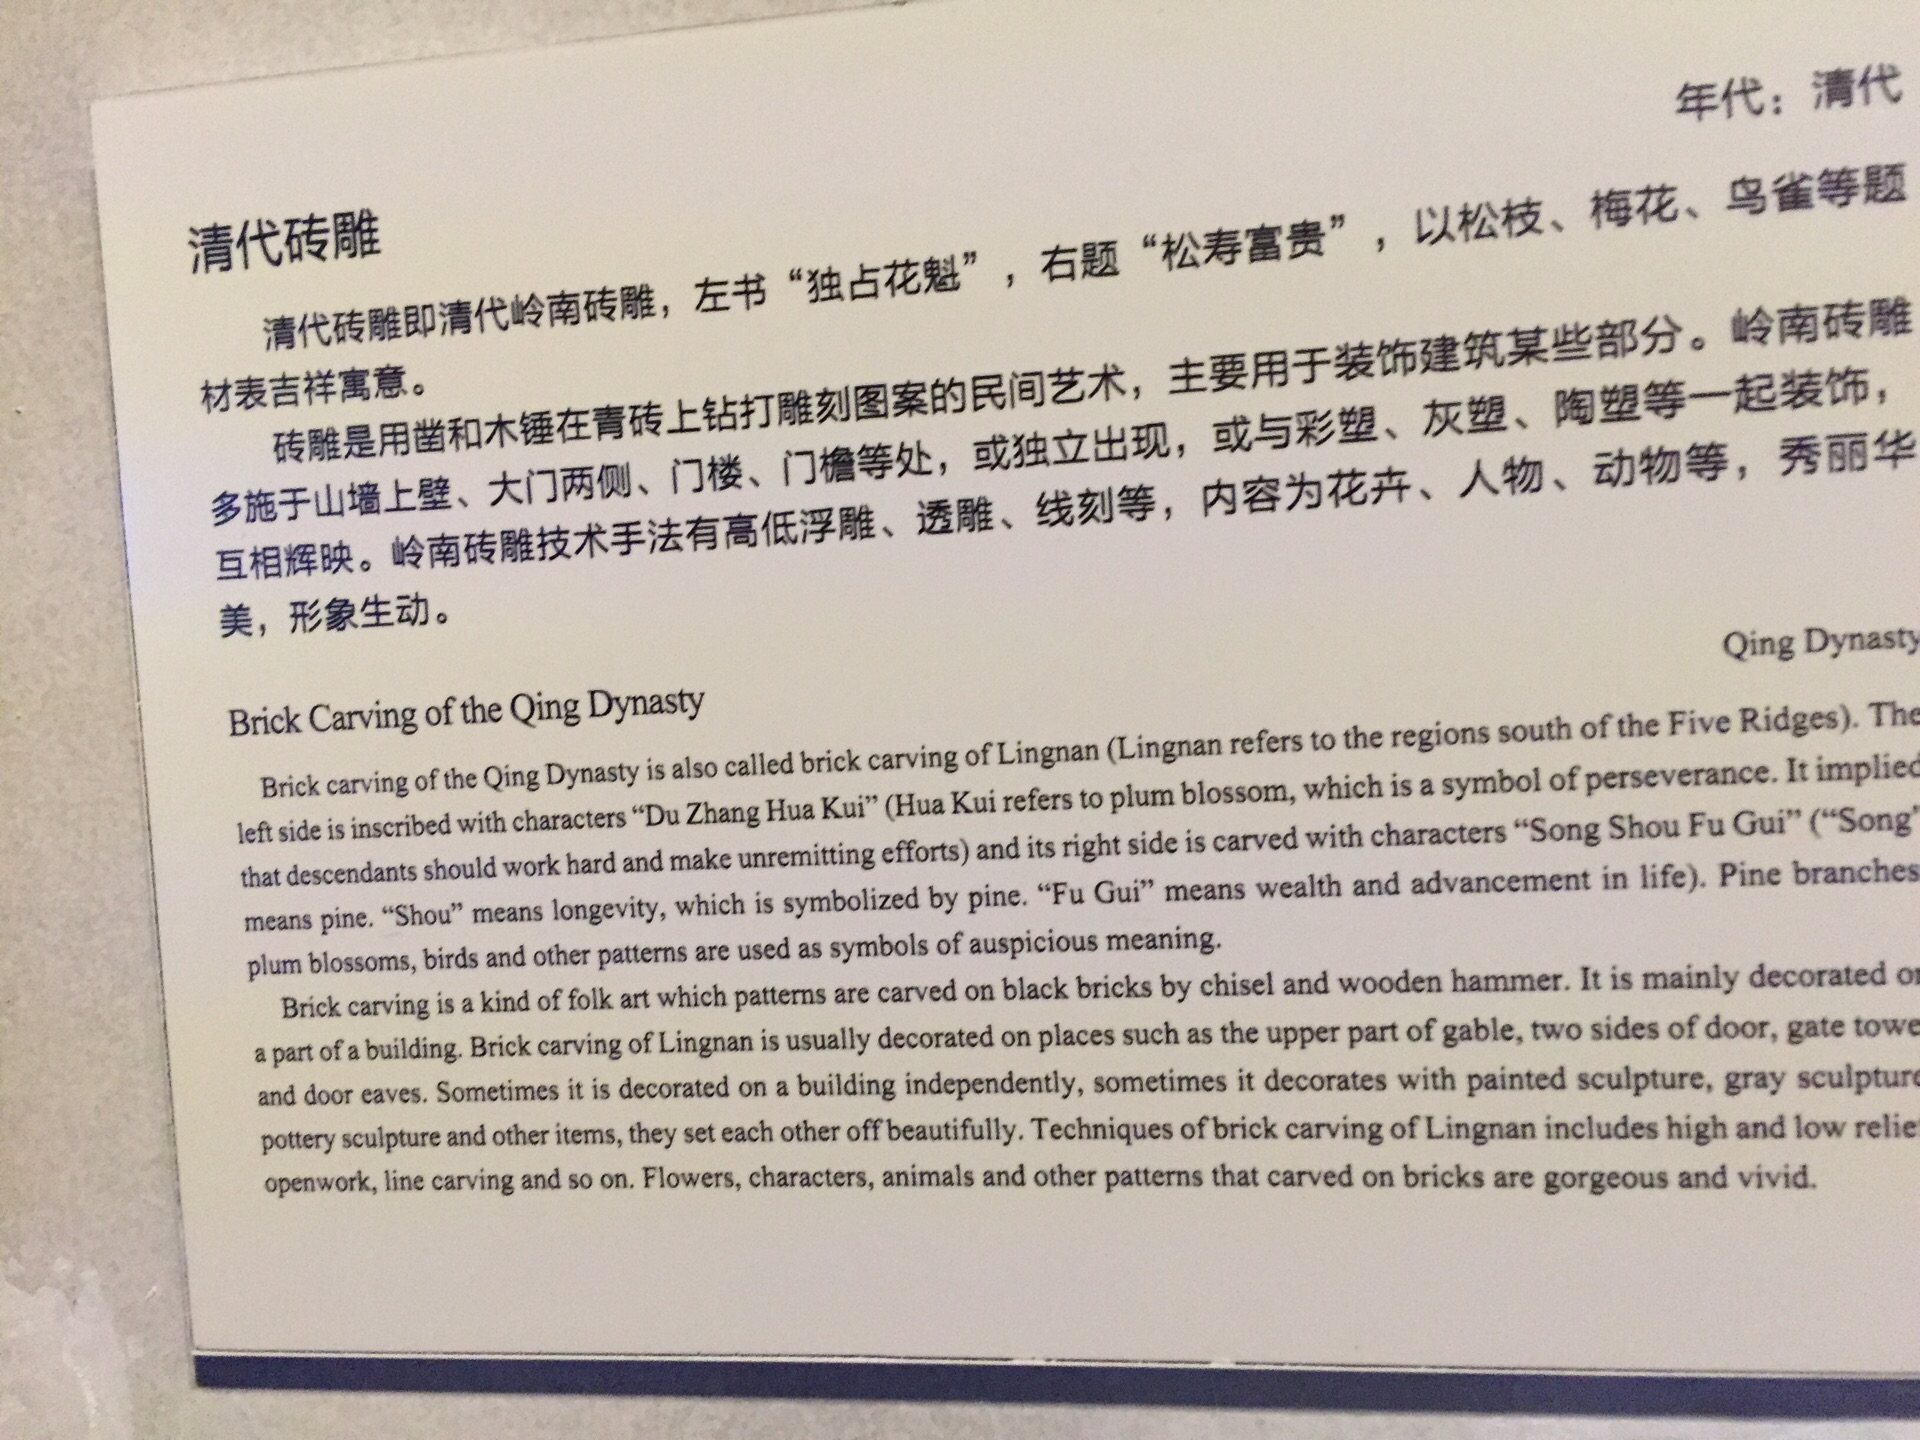 年代：清代
清代砖雕
清代砖雕即清代岭南砖雕，左书“独占花魁”，右题“松寿富贵”，以松枝、梅花、鸟雀等题
材表吉祥寓意。
砖雕是用凿和木锤在青砖上钻打雕刻图案的民间艺术，主要用于装饰建筑某些部分。岭南砖雕
多施于山墙上壁、大门两侧、门楼、门檐等处，或独立出现，或与彩塑、灰塑、陶塑等一起装饰，
互相辉映。岭南砖雕技术手法有高低浮雕、透雕、线刻等，内容为花卉、人物、动物等，秀丽华
美，形象生动。
Qing Dynasty
Brick Carving of the Qing Dynasty
Brick carving of the Qing Dynasty is also called brick carving of Lingnan (Lingnan refers to the regions south of the Five Ridges). The
left side is inscribed with characters “Du Zhang Hua Kui” (Hua Kui refers to plum blossom, which is a symbol of perseverance. It implied
that descendants should work hard and make unremitting efforts) and its right side is carved with characters “Song Shou Fu Gui” (“Song”
means pine. “Shou” means longevity, which is symbolized by pine. “Fu Gui” means wealth and advancement in life). Pine branches
plum blossoms, birds and other patterns are used as symbols of auspicious meaning.
Brick carving is a kind of folk art which patterns are carved on black bricks by chisel and wooden hammer. It is mainly decorated
a part of a building. Brick carving of Lingnan is usually decorated on places such as the upper part of gable, two sides of door, gate
and door eaves. Sometimes it is decorated on a building independently, sometimes it decorates with painted sculpture, gray sculpture
pottery sculpture and other items, they set each other off beautifully. Techniques of brick carving of Lingnan includes high and low
openwork, line carving and so on. Flowers, characters, animals and other patterns that carved on bricks are gorgeous and vivid.